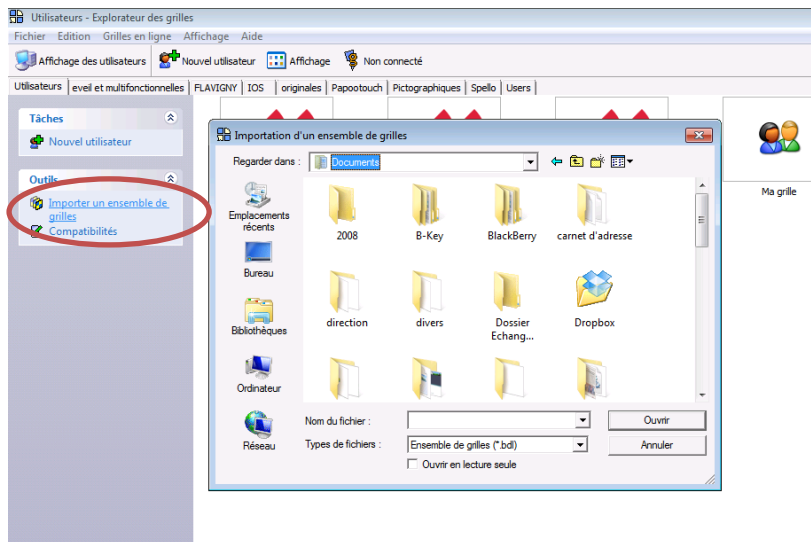 Utilisateurs - Explorateur des grilles
Fichier Edition Grilles en ligne Affichage Aide
Affichage des utilisateurs Nouvel utilisateur Affichage Non connecté
Utilisateurs eveil et multifonctionnelles FLAVIGNY IOS originales Papootouch Pictographiques Spello Users
Tâches
Nouvel utilisateur
Outils
Importer un ensemble de
grilles
Compatibilités
Importation d'un ensemble de grilles
Regarder dans : Documents
Emplacements
récents
Bureau
Bibliothèques
Ordinateur
Réseau
2008 B-Key BlackBerry carnet d'adresse
direction divers Dossier Dropbox
Echang...
Nom du fichier : Ouvrir
Types de fichiers : Ensemble de grilles (*.bdl) Annuler
Ouvrir en lecture seule
Ma grille